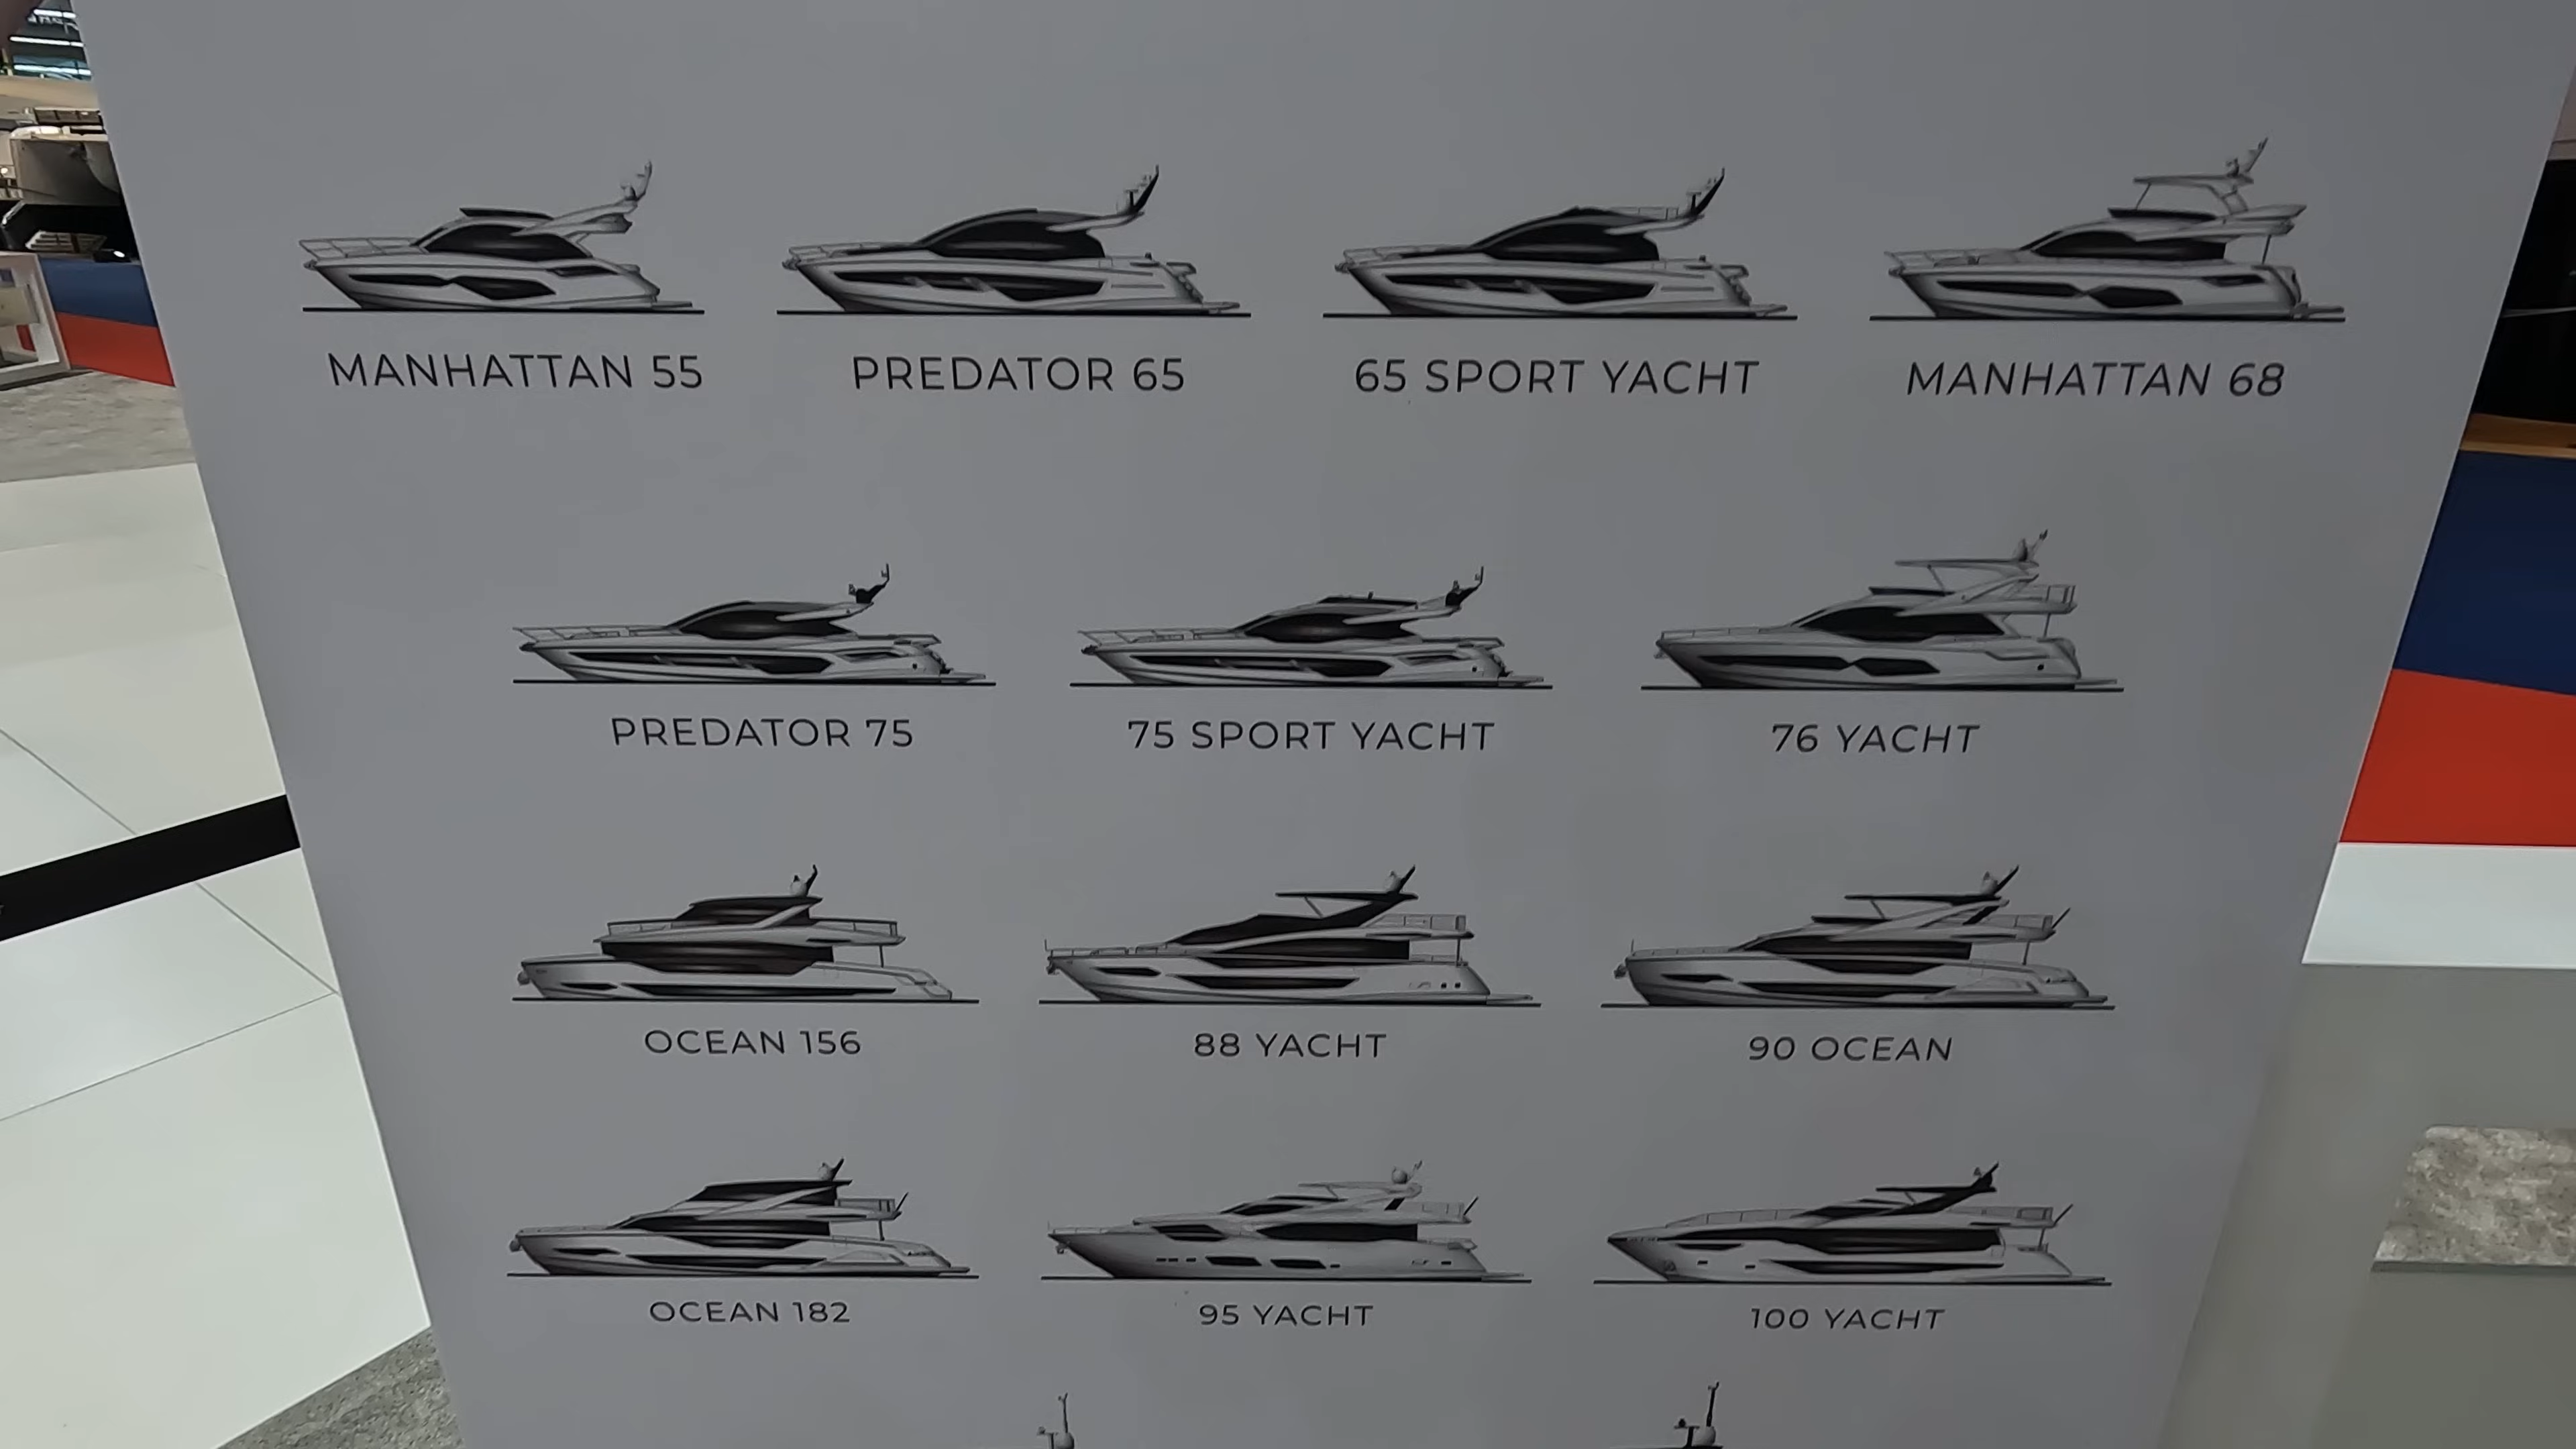 MANHATTAN 55
PREDATOR 65
65 SPORT YACHT
MANHATTAN 68
PREDATOR 75
75 SPORT YACHT
76 YACHT
OCEAN 156
88 YACHT
90 OCEAN
OCEAN 182
95 YACHT
100 YACHT